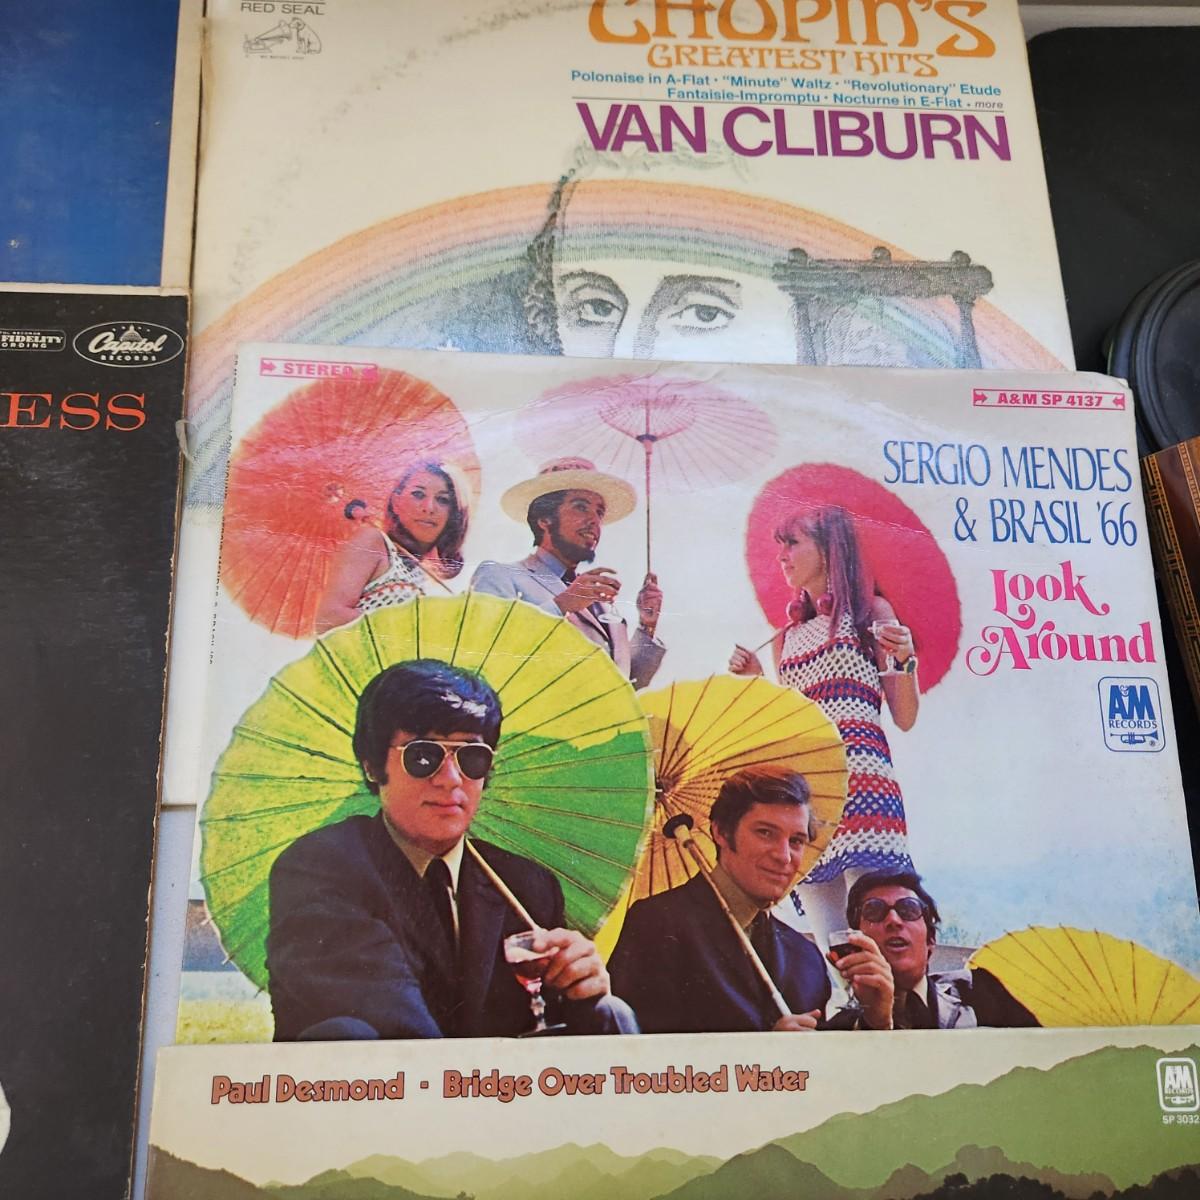 RED SEAL
CHOPIN'S
GREATEST HITS
Polonaise in A-Flat · "Minute" Waltz · "Revolutionary" Etude
Fantaisie-Impromptu · Nocturne in E-Flat · more
VAN CLIBURN
FIDELITY
Capitol
RECORDS
ESS
STEREO
A&M SP 4137
SERGIO MENDES
& BRASIL '66
Look
Around
A&M
RECORDS
Paul Desmond · Bridge Over Troubled Water
A&M
RECORDS
SP 3032